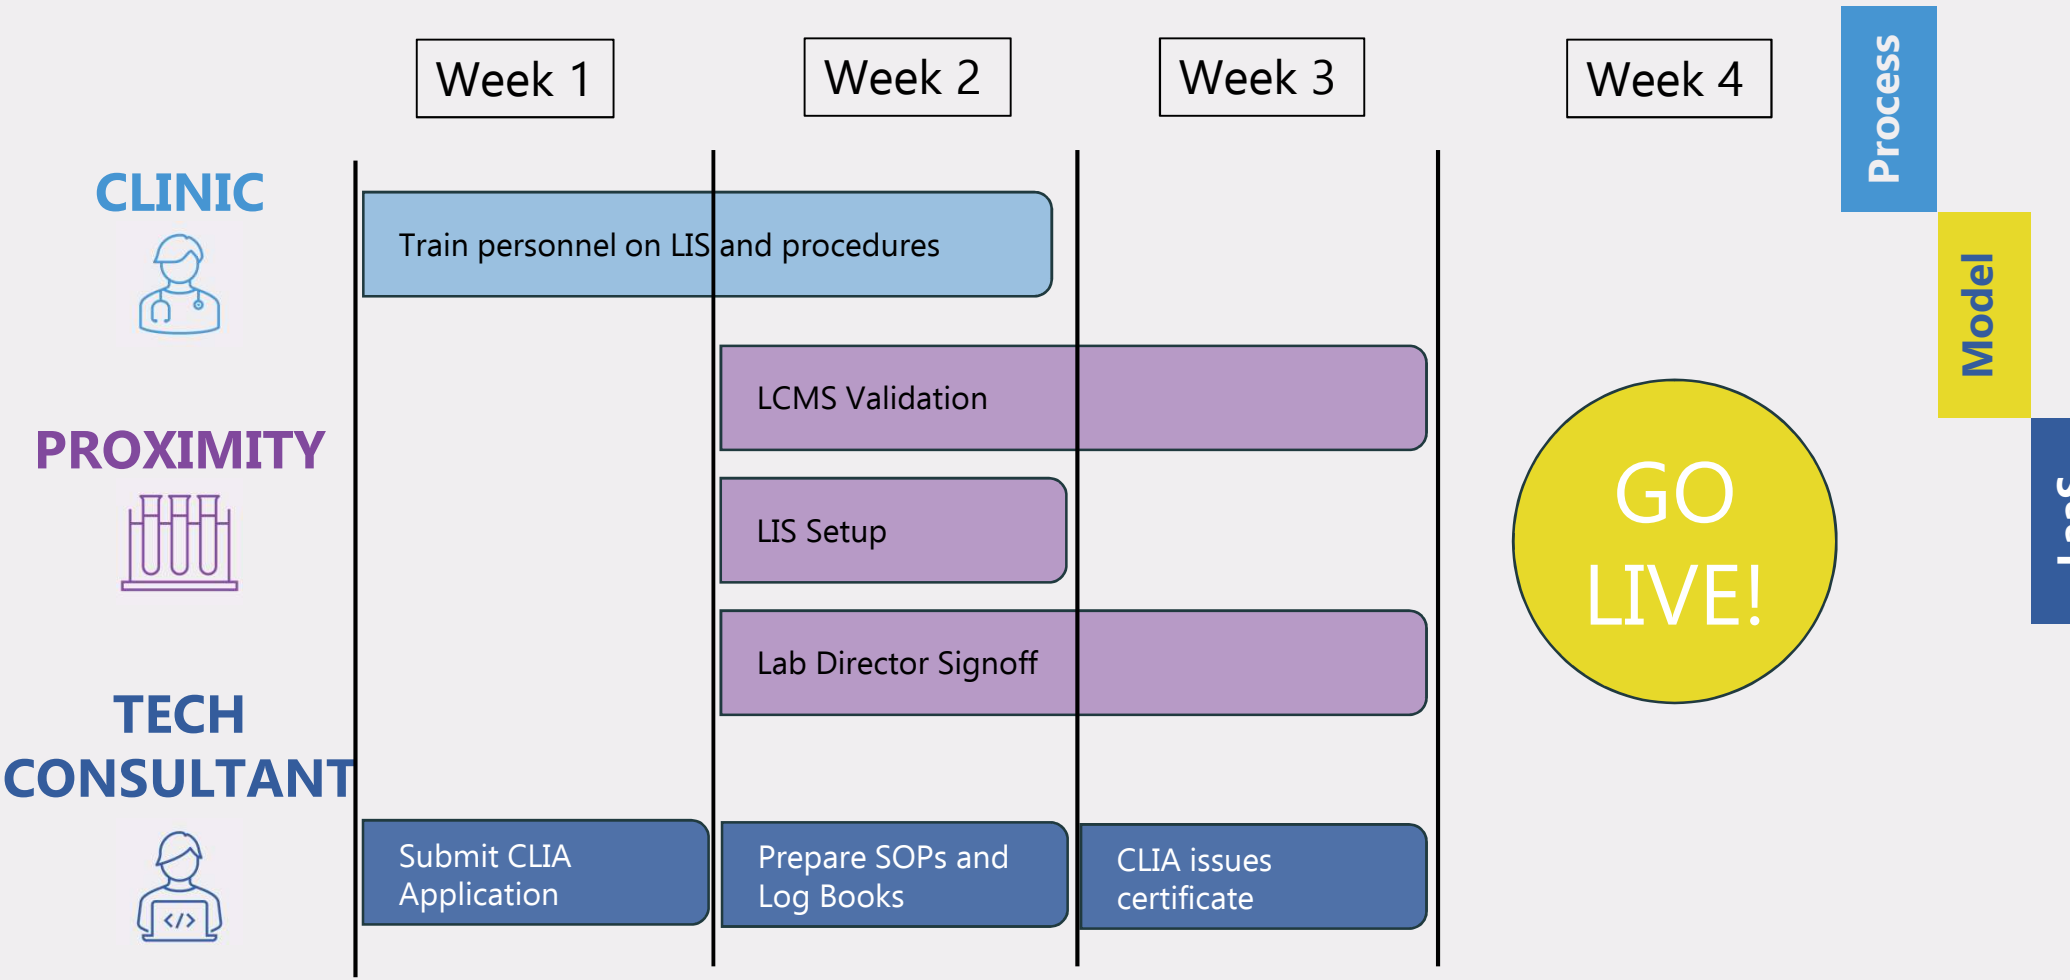 Week 1
Week 2
Week 3
Week 4
Process
Model
CLINIC
Train personnel on LIS and procedures
PROXIMITY
LCMS Validation
LIS Setup
Lab Director Signoff
GO
LIVE!
TECH
CONSULTANT
Submit CLIA
Application
Prepare SOPs and
Log Books
CLIA issues
certificate
</>